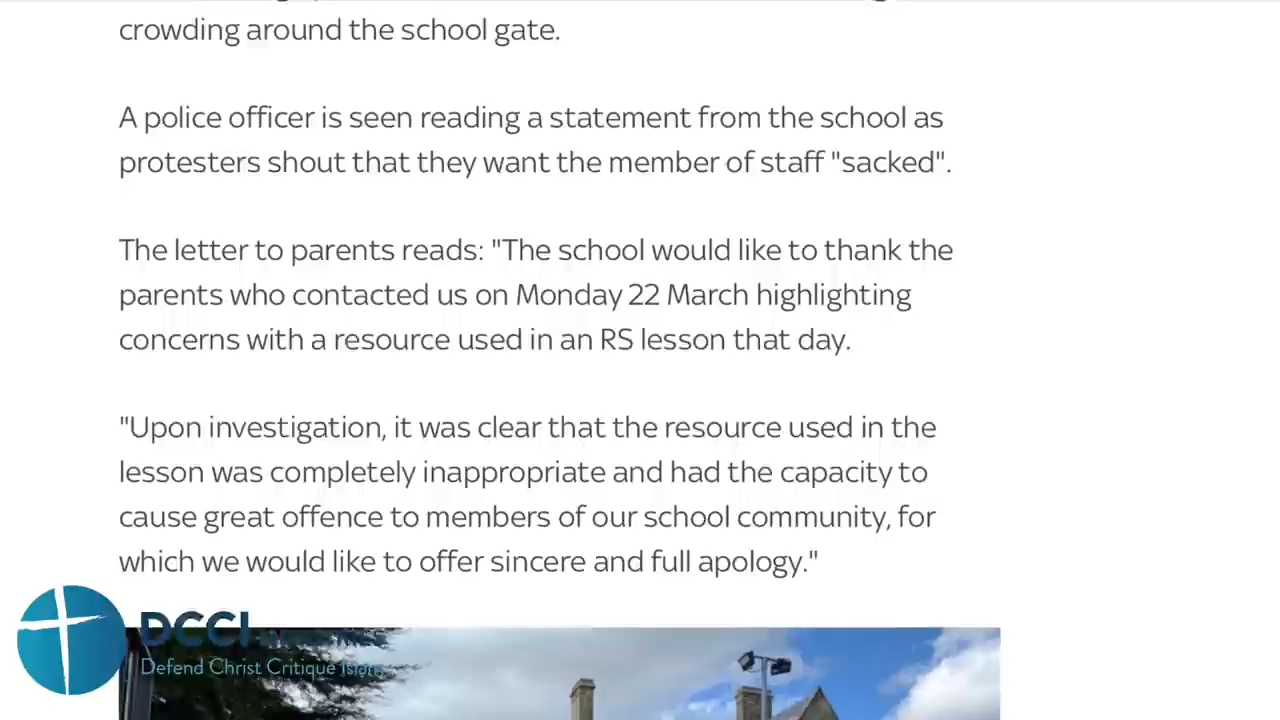 crowding around the school gate.
A police officer is seen reading a statement from the school as
protesters shout that they want the member of staff "sacked".
The letter to parents reads: "The school would like to thank the
parents who contacted us on Monday 22 March highlighting
concerns with a resource used in an RS lesson that day.
"Upon investigation, it was clear that the resource used in the
lesson was completely inappropriate and had the capacity to
cause great offence to members of our school community, for
which we would like to offer sincere and full apology."
DCCI
Defend Christ Critique Islam